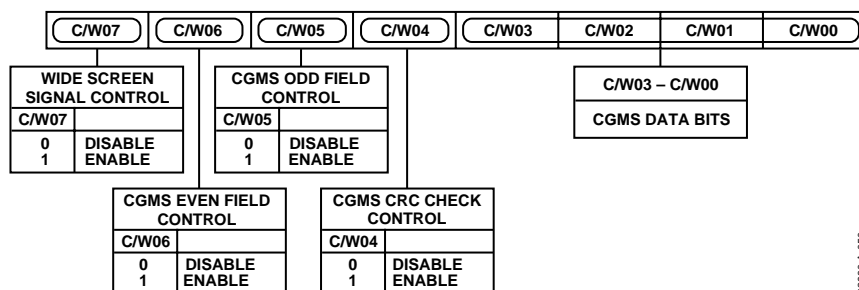 C/W07 C/W06 C/W05 C/W04 C/W03 C/W02 C/W01 C/W00
WIDE SCREEN
SIGNAL CONTROL
C/W07
0 DISABLE
1 ENABLE
CGMS ODD FIELD
CONTROL
C/W05
0 DISABLE
1 ENABLE
C/W03 – C/W00
CGMS DATA BITS
CGMS EVEN FIELD
CONTROL
C/W06
0 DISABLE
1 ENABLE
CGMS CRC CHECK
CONTROL
C/W04
0 DISABLE
1 ENABLE